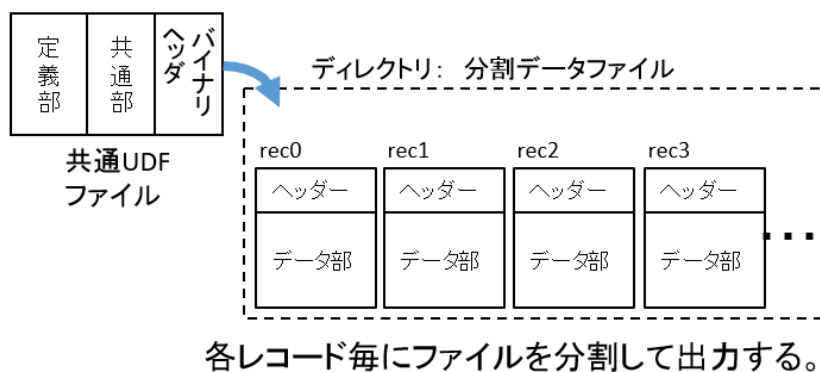 定義部
共通部
バイナリ
ヘッダ
共通UDF
ファイル
ディレクトリ： 分割データファイル
rec0
rec1
rec2
rec3
ヘッダー
ヘッダー
ヘッダー
ヘッダー
データ部
データ部
データ部
データ部
...
各レコード毎にファイルを分割して出力する。